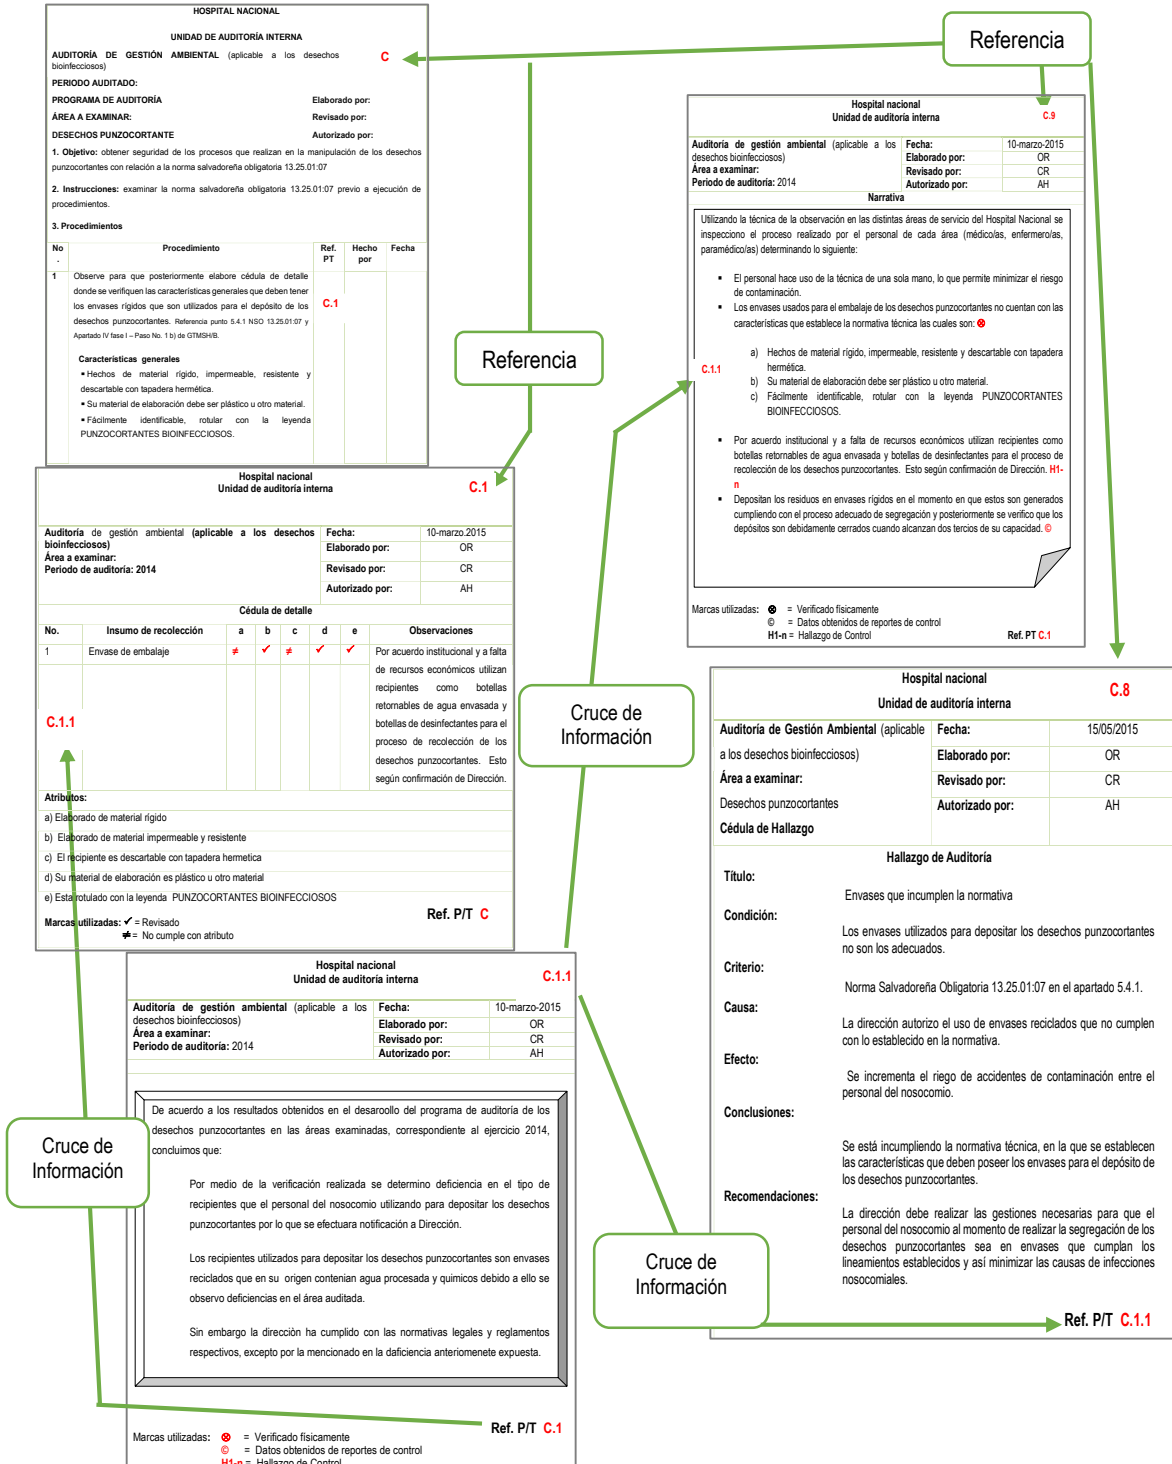 HOSPITAL NACIONAL
UNIDAD DE AUDITORÍA INTERNA
AUDITORÍA DE GESTIÓN AMBIENTAL (aplicable a los desechos
bioinfecciosos)
C
PERIODO AUDITADO:
PROGRAMA DE AUDITORÍA Elaborado por:
ÁREA A EXAMINAR: Revisado por:
DESECHOS PUNZOCORTANTE Autorizado por:
1. Objetivo: obtener seguridad de los procesos que realizan en la manipulación de los desechos
punzocortantes con relación a la norma salvadoreña obligatoria 13.25.01:07
2. Instrucciones: examinar la norma salvadoreña obligatoria 13.25.01:07 previo a ejecución de
procedimientos.
3. Procedimientos
No. Procedimiento Ref. PT Hecho por Fecha
1 Observe para que posteriormente elabore cédula de detalle
donde se verifiquen las características generales que deben tener
los envases rígidos que son utilizados para el depósito de los
C.1
desechos punzocortantes. Referencia punto 5.4.1 NSO 13.25.01:07 y
Apartado IV fase I – Paso No. 1 b) de GTMSH/B.
Características generales
▪ Hechos de material rígido, impermeable, resistente y
descartable con tapadera hermética.
▪ Su material de elaboración debe ser plástico u otro material.
▪ Fácilmente identificable, rotular con la leyenda
PUNZOCORTANTES BIOINFECCIOSOS.
Referencia
Referencia
Hospital nacional
Unidad de auditoría interna
C.9
Auditoría de gestión ambiental (aplicable a los
desechos bioinfecciosos)
Área a examinar:
Periodo de auditoría: 2014
Fecha: 10-marzo-2015
Elaborado por: OR
Revisado por: CR
Autorizado por: AH
Narrativa
Utilizando la técnica de la observación en las distintas áreas de servicio del Hospital Nacional se
inspecciono el proceso realizado por el personal de cada área (médico/as, enfermero/as,
paramédico/as) determinando lo siguiente:
▪ El personal hace uso de la técnica de una sola mano, lo que permite minimizar el riesgo
de contaminación.
▪ Los envases usados para el embalaje de los desechos punzocortantes no cuentan con las
características que establece la normativa técnica las cuales son: ⊗
a) Hechos de material rígido, impermeable, resistente y descartable con tapadera
hermética.
C.1.1
b) Su material de elaboración debe ser plástico u otro material.
c) Fácilmente identificable, rotular con la leyenda PUNZOCORTANTES
BIOINFECCIOSOS.
▪ Por acuerdo institucional y a falta de recursos económicos utilizan recipientes como
botellas retornables de agua envasada y botellas de desinfectantes para el proceso de
recolección de los desechos punzocortantes. Esto según confirmación de Dirección. H1-
n
▪ Depositan los residuos en envases rígidos en el momento en que estos son generados
cumpliendo con el proceso adecuado de segregación y posteriormente se verifico que los
depósitos son debidamente cerrados cuando alcanzan dos tercios de su capacidad. ©
Marcas utilizadas: ⊗ = Verificado físicamente
© = Datos obtenidos de reportes de control
H1-n = Hallazgo de Control
Ref. PT C.1
Hospital nacional
Unidad de auditoría interna
C.1
Auditoría de gestión ambiental (aplicable a los desechos
bioinfecciosos)
Área a examinar:
Periodo de auditoría: 2014
Fecha: 10-marzo.2015
Elaborado por: OR
Revisado por: CR
Autorizado por: AH
Cédula de detalle
No. Insumo de recolección a b c d e Observaciones
1 Envase de embalaje ≠ ✓ ≠ ✓ ✓ Por acuerdo institucional y a falta
de recursos económicos utilizan
recipientes como botellas
retornables de agua envasada y
botellas de desinfectantes para el
proceso de recolección de los
desechos punzocortantes. Esto
según confirmación de Dirección.
C.1.1
Atributos:
a) Elaborado de material rígido
b) Elaborado de material impermeable y resistente
c) El recipiente es descartable con tapadera hermetica
d) Su material de elaboración es plástico u otro material
e) Esta rotulado con la leyenda PUNZOCORTANTES BIOINFECCIOSOS
Marcas utilizadas: ✓ = Revisado
≠ = No cumple con atributo
Ref. P/T C
Cruce de
Información
Hospital nacional
Unidad de auditoría interna
C.8
Auditoría de Gestión Ambiental (aplicable
a los desechos bioinfecciosos)
Área a examinar:
Desechos punzocortantes
Cédula de Hallazgo
Fecha: 15/05/2015
Elaborado por: OR
Revisado por: CR
Autorizado por: AH
Hallazgo de Auditoría
Título:
Envases que incumplen la normativa
Condición:
Los envases utilizados para depositar los desechos punzocortantes
no son los adecuados.
Criterio:
Norma Salvadoreña Obligatoria 13.25.01:07 en el apartado 5.4.1.
Causa:
La dirección autorizo el uso de envases reciclados que no cumplen
con lo establecido en la normativa.
Efecto:
Se incrementa el riego de accidentes de contaminación entre el
personal del nosocomio.
Conclusiones:
Se está incumpliendo la normativa técnica, en la que se establecen
las características que deben poseer los envases para el depósito de
los desechos punzocortantes.
Recomendaciones:
La dirección debe realizar las gestiones necesarias para que el
personal del nosocomio al momento de realizar la segregación de los
desechos punzocortantes sea en envases que cumplan los
lineamientos establecidos y así minimizar las causas de infecciones
nosocomiales.
Ref. P/T C.1.1
Hospital nacional
Unidad de auditoría interna
C.1.1
Auditoría de gestión ambiental (aplicable a los
desechos bioinfecciosos)
Área a examinar:
Periodo de auditoría: 2014
Fecha: 10-marzo-2015
Elaborado por: OR
Revisado por: CR
Autorizado por: AH
De acuerdo a los resultados obtenidos en el desaroollo del programa de auditoría de los
desechos punzocortantes en las áreas examinadas, correspondiente al ejercicio 2014,
concluimos que:
Por medio de la verificación realizada se determino deficiencia en el tipo de
recipientes que el personal del nosocomio utilizando para depositar los desechos
punzocortantes por lo que se efectuara notificación a Dirección.
Los recipientes utilizados para depositar los desechos punzocortantes son envases
reciclados que en su origen contenian agua procesada y quimicos debido a ello se
observo deficiencias en el área auditada.
Sin embargo la direcciòn ha cumplido con las normativas legales y reglamentos
respectivos, excepto por la mencionado en la daficiencia anteriomenete expuesta.
Cruce de
Información
Cruce de
Información
Ref. P/T C.1
Marcas utilizadas: ⊗ = Verificado físicamente
© = Datos obtenidos de reportes de control
H1-n = Hallazgo de Control